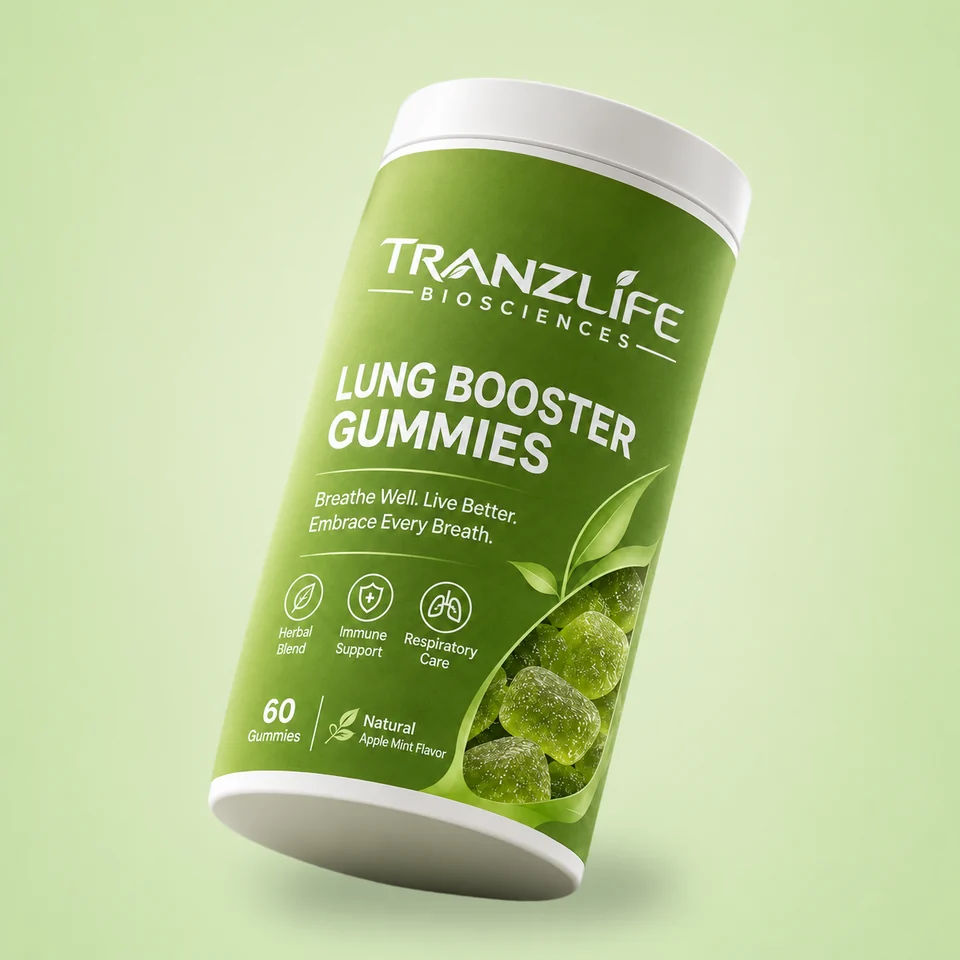 TRANZLIFE
BIOSCIENCES
LUNG BOOSTER
GUMMIES
Breathe Well. Live Better.
Embrace Every Breath.
Herbal
Blend
Immune
Support
Respiratory
Care
60
Gummies
Natural
Apple Mint Flavor